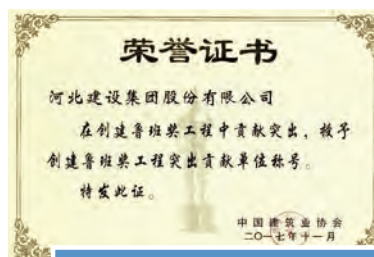 荣誉证书
河北建设集团股份有限公司
在创建鲁班奖工程中贡献突出，授予
创建鲁班奖工程突出贡献单位称号。
特发此证。
中国建筑业协会
二〇一七年十一月